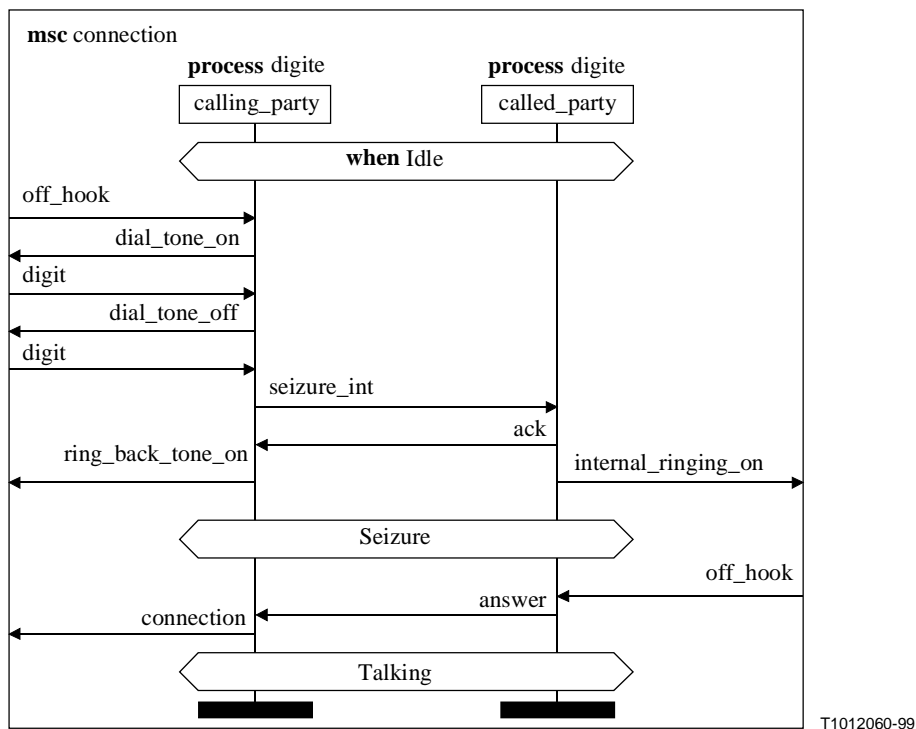 msc connection
process digite
process digite
calling_party
called_party
when Idle
off_hook
dial_tone_on
digit
dial_tone_off
digit
seizure_int
ack
ring_back_tone_on
internal_ringing_on
Seizure
off_hook
answer
connection
Talking
T1012060-99